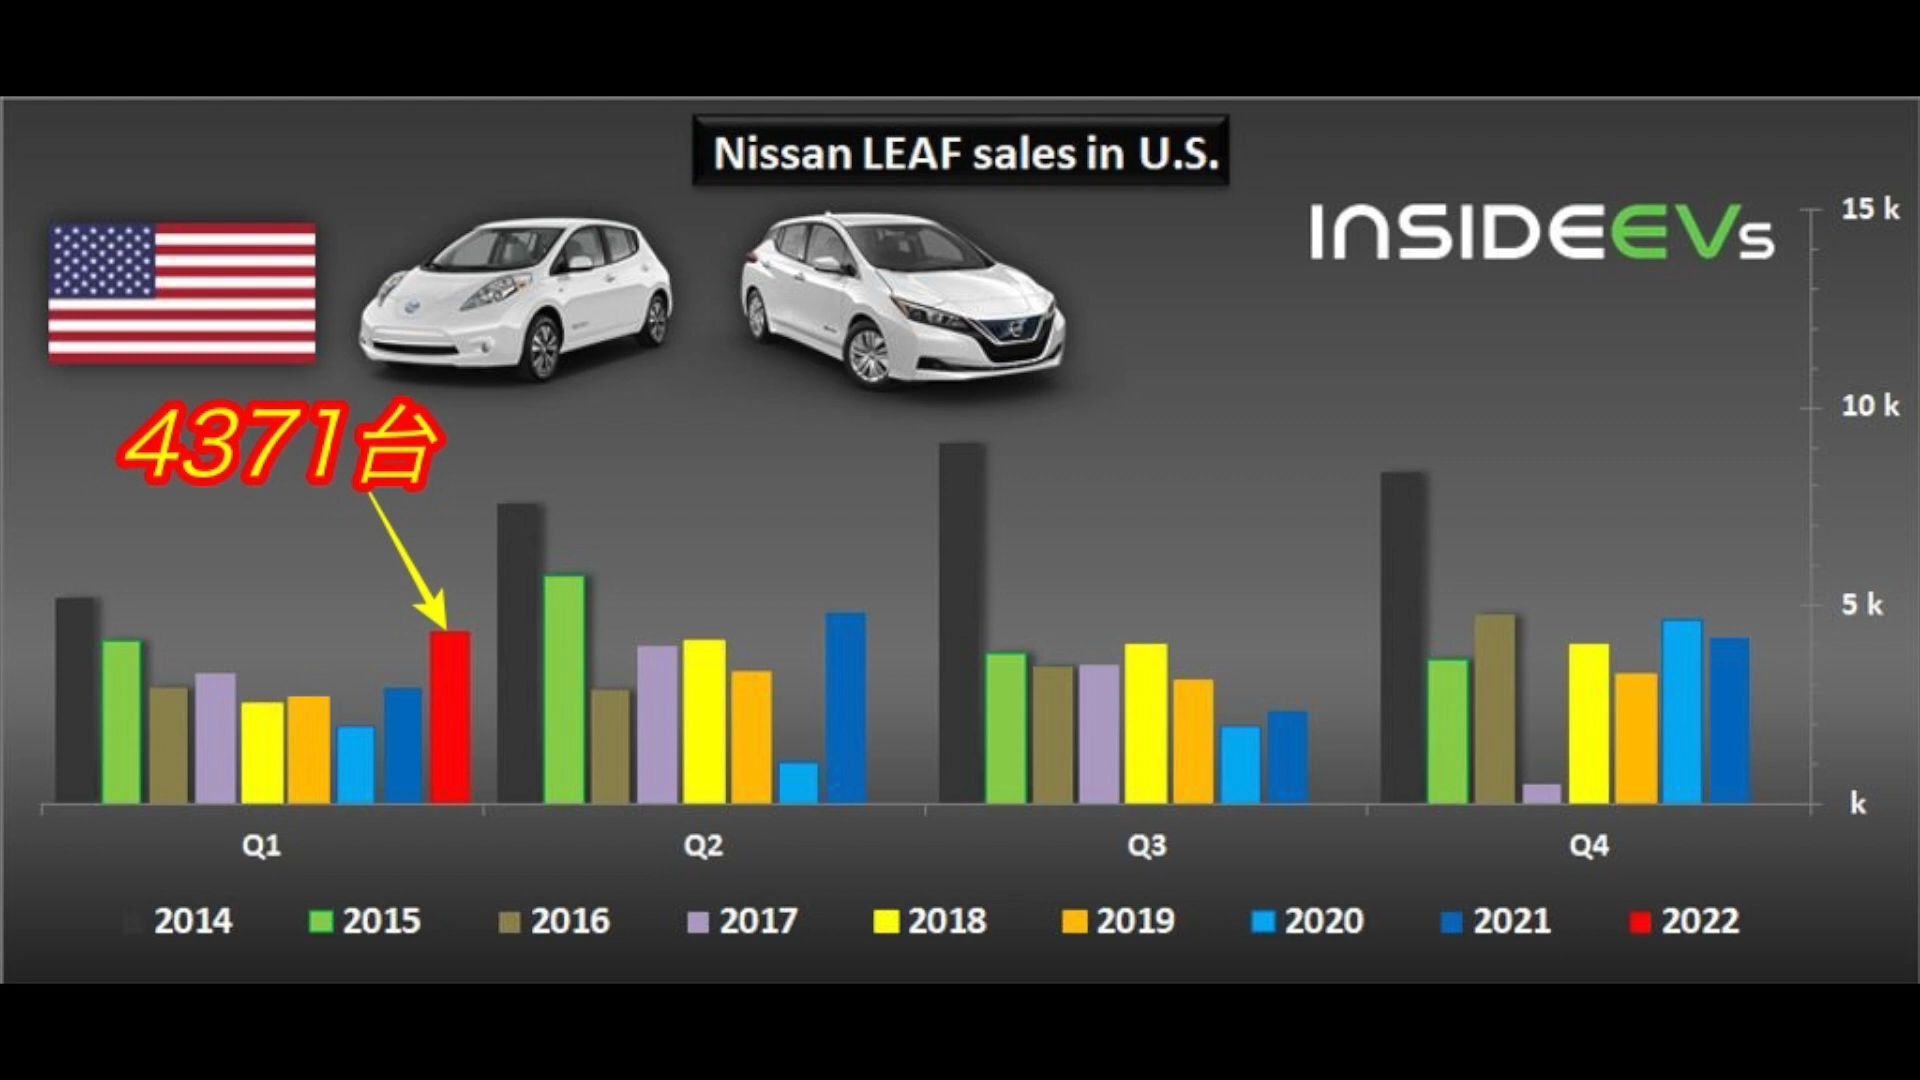 Nissan LEAF sales in U.S.
INSIDEEVs
15 k
4371台
10 k
5 k
k
Q1 Q2 Q3 Q4
2014 2015 2016 2017 2018 2019 2020 2021 2022